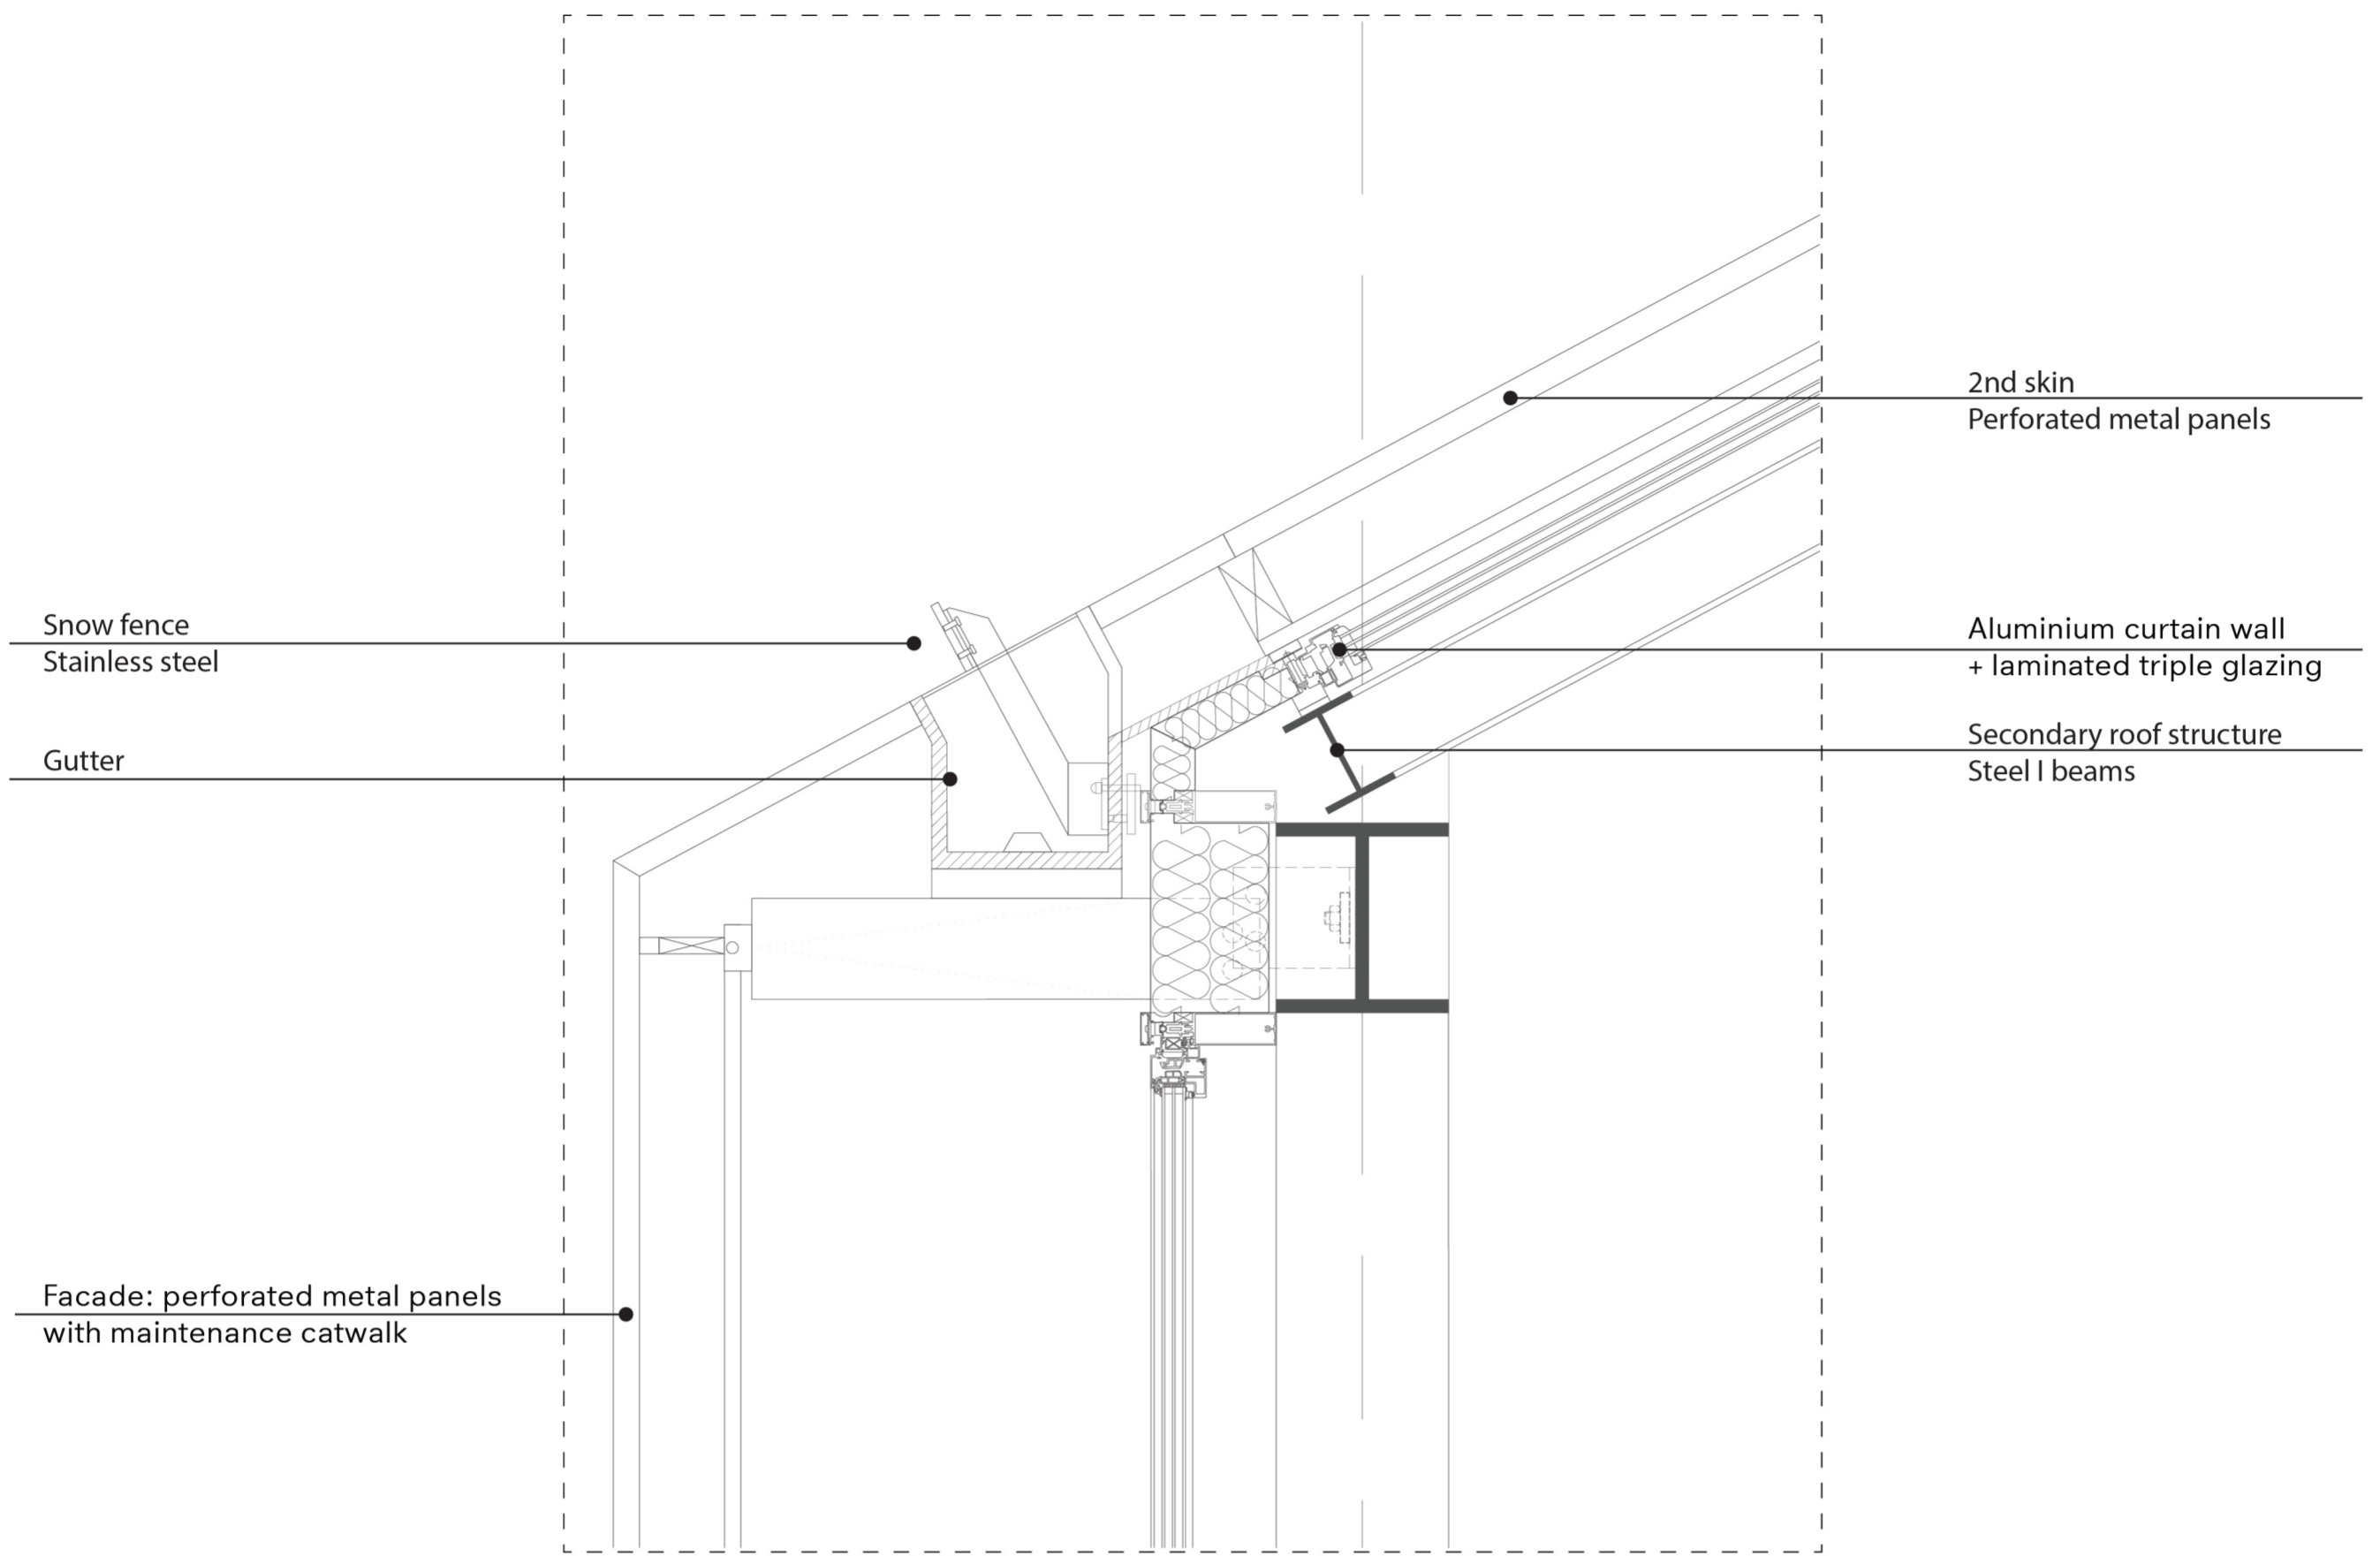 2nd skin
Perforated metal panels
Snow fence
Stainless steel
Aluminium curtain wall
+ laminated triple glazing
Gutter
Secondary roof structure
Steel I beams
Facade: perforated metal panels
with maintenance catwalk